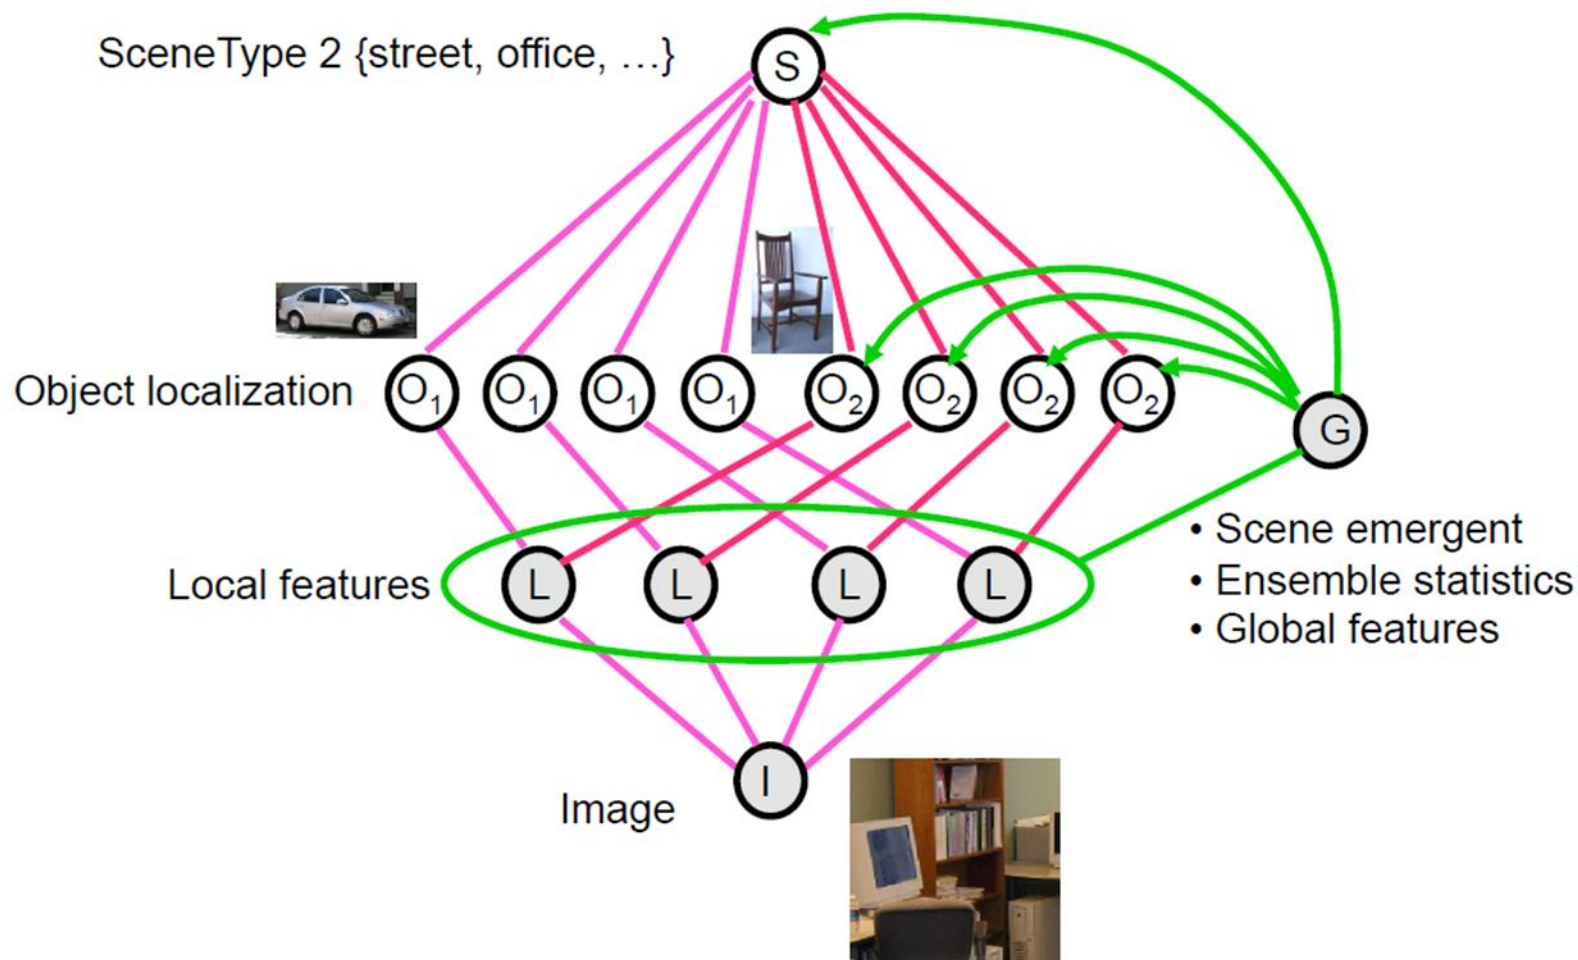 SceneType 2 {street, office, …}
S
Object localization
O1 O1 O1 O1 O2 O2 O2 O2
G
• Scene emergent
• Ensemble statistics
• Global features
Local features
L L L L
I
Image